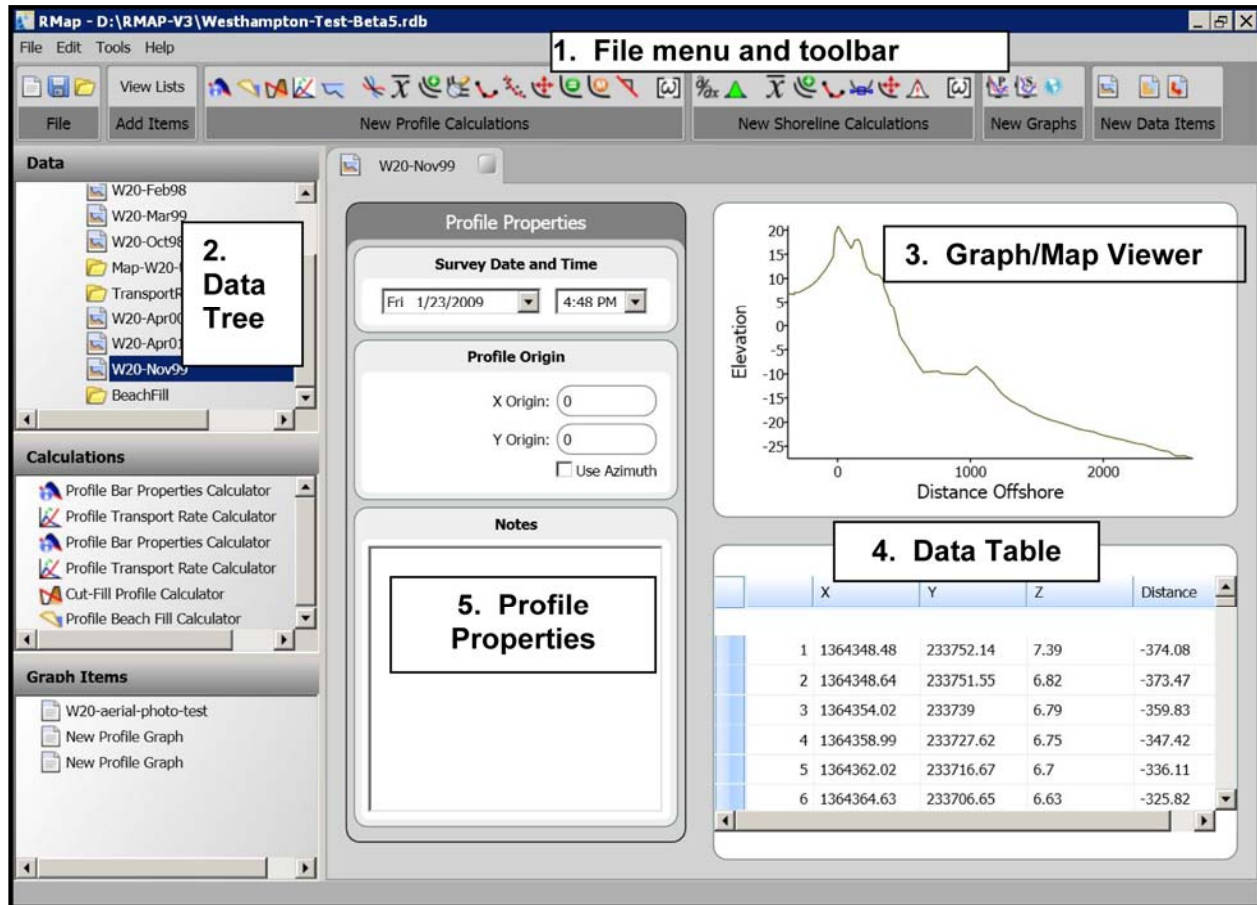 RMap - D:\RMAP-V3\Westhampton-Test-Beta5.rdb
File Edit Tools Help
1. File menu and toolbar
View Lists
File
Add Items
New Profile Calculations
New Shoreline Calculations
New Graphs
New Data Items
Data
W20-Feb98
W20-Mar99
W20-Oct98
Map-W20-
TransportR
W20-Apr00
W20-Apr01
W20-Nov99
BeachFill
2.
Data
Tree
Calculations
Profile Bar Properties Calculator
Profile Transport Rate Calculator
Profile Bar Properties Calculator
Profile Transport Rate Calculator
Cut-Fill Profile Calculator
Profile Beach Fill Calculator
Graph Items
W20-aerial-photo-test
New Profile Graph
New Profile Graph
W20-Nov99
Profile Properties
Survey Date and Time
Fri 1/23/2009 4:48 PM
Profile Origin
X Origin: 0
Y Origin: 0
Use Azimuth
Notes
5. Profile
Properties
3. Graph/Map Viewer
20
15
10
5
0
-5
-10
-15
-20
-25
Elevation
0 1000 2000
Distance Offshore
4. Data Table
X Y Z Distance
1 1364348.48 233752.14 7.39 -374.08
2 1364348.64 233751.55 6.82 -373.47
3 1364354.02 233739 6.79 -359.83
4 1364358.99 233727.62 6.75 -347.42
5 1364362.02 233716.67 6.7 -336.11
6 1364364.63 233706.65 6.63 -325.82